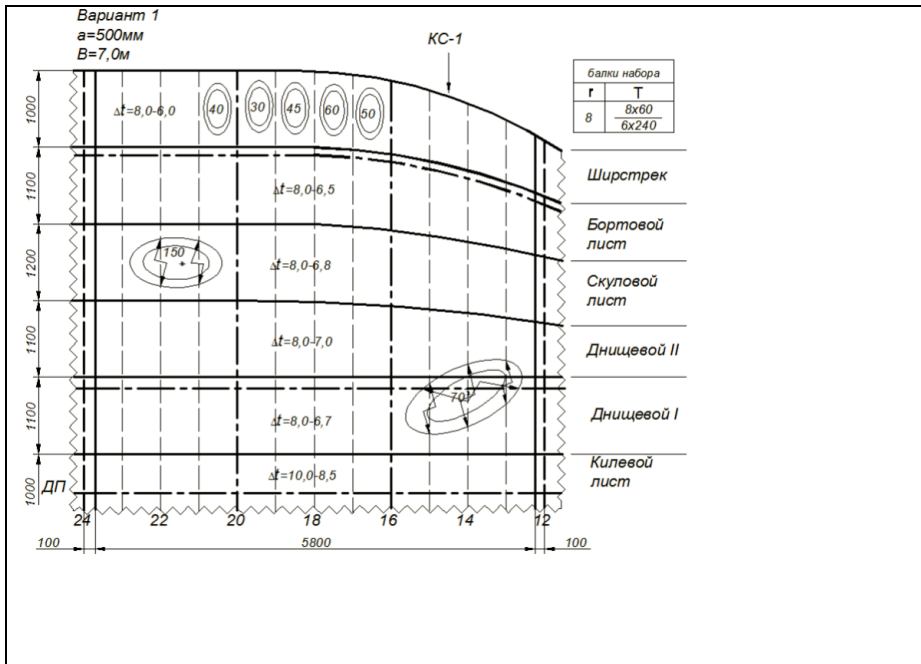 Вариант 1
а=500мм
В=7,0м
КС-1
балки набора
Г Т
8 8х60
6х240
1000
Δt=8,0-6,0
40 30 45 60 50
Ширстрек
1100
Δt=8,0-6,5
Бортовой
лист
1200
150
Δt=8,0-6,8
Скуловой
лист
1100
Δt=8,0-7,0
Днищевой II
1100
Δt=8,0-6,7
70
Днищевой I
1000
ДП
Δt=10,0-8,5
Килевой
лист
24 22 20 18 16 14 12
100 5800 100